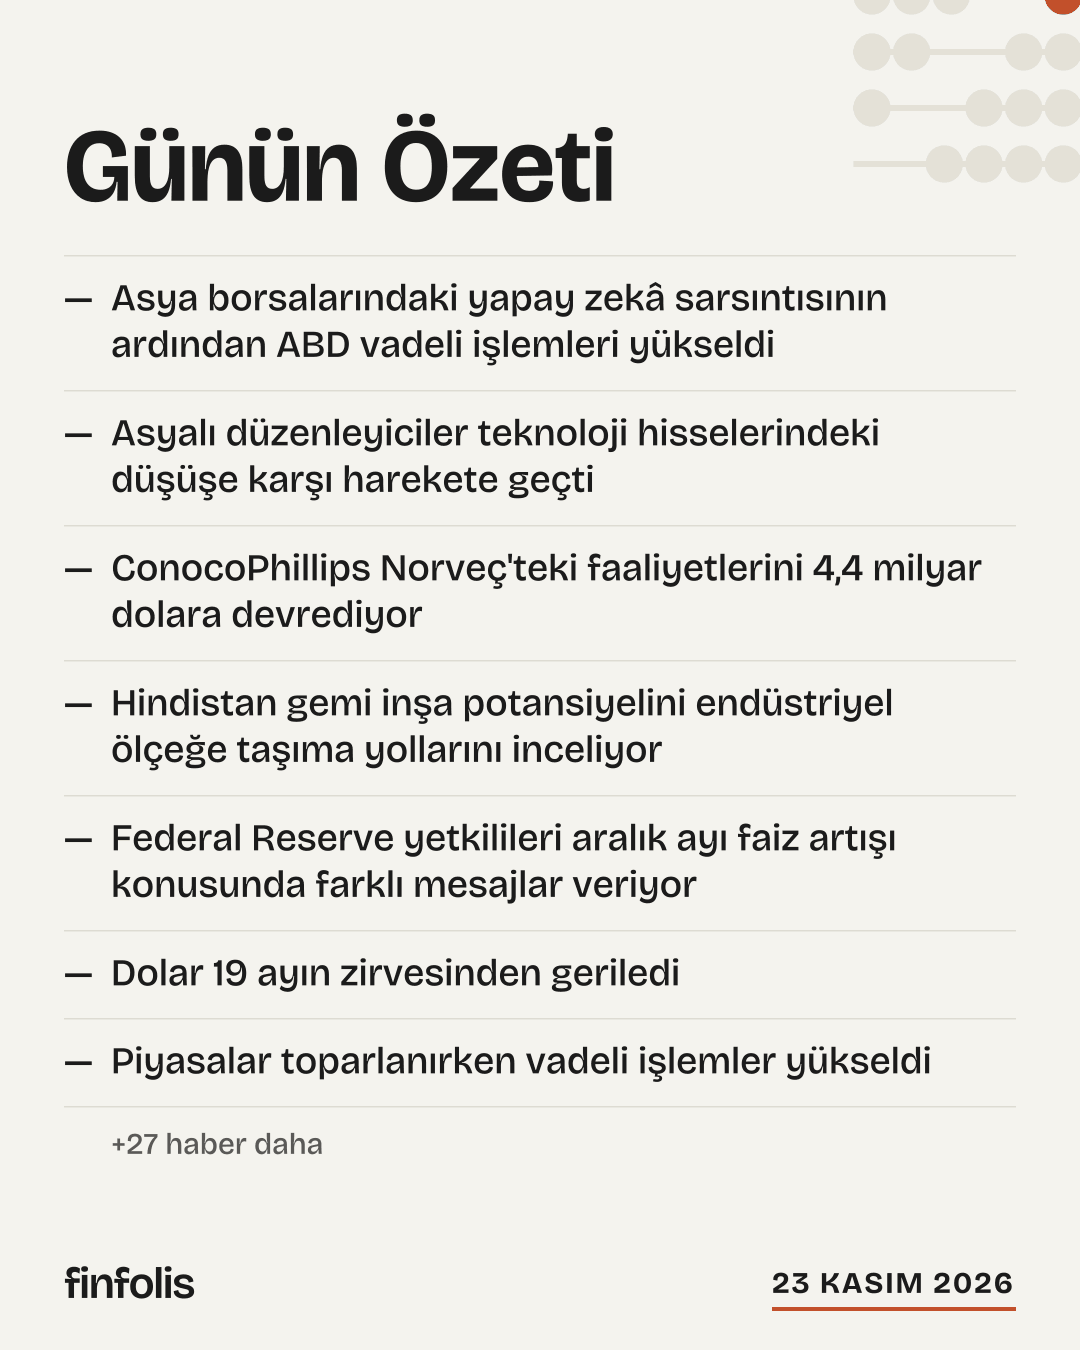 Günün Özeti
— Asya borsalarındaki yapay zekâ sarsıntısının
ardından ABD vadeli işlemleri yükseldi
— Asyalı düzenleyiciler teknoloji hisselerindeki
düşüşe karşı harekete geçti
— ConocoPhillips Norveç'teki faaliyetlerini 4,4 milyar
dolara devrediyor
— Hindistan gemi inşa potansiyelini endüstriyel
ölçeğe taşıma yollarını inceliyor
— Federal Reserve yetkilileri aralık ayı faiz artışı
konusunda farklı mesajlar veriyor
— Dolar 19 ayın zirvesinden geriledi
— Piyasalar toparlanırken vadeli işlemler yükseldi
+27 haber daha
finfolis
23 KASIM 2026